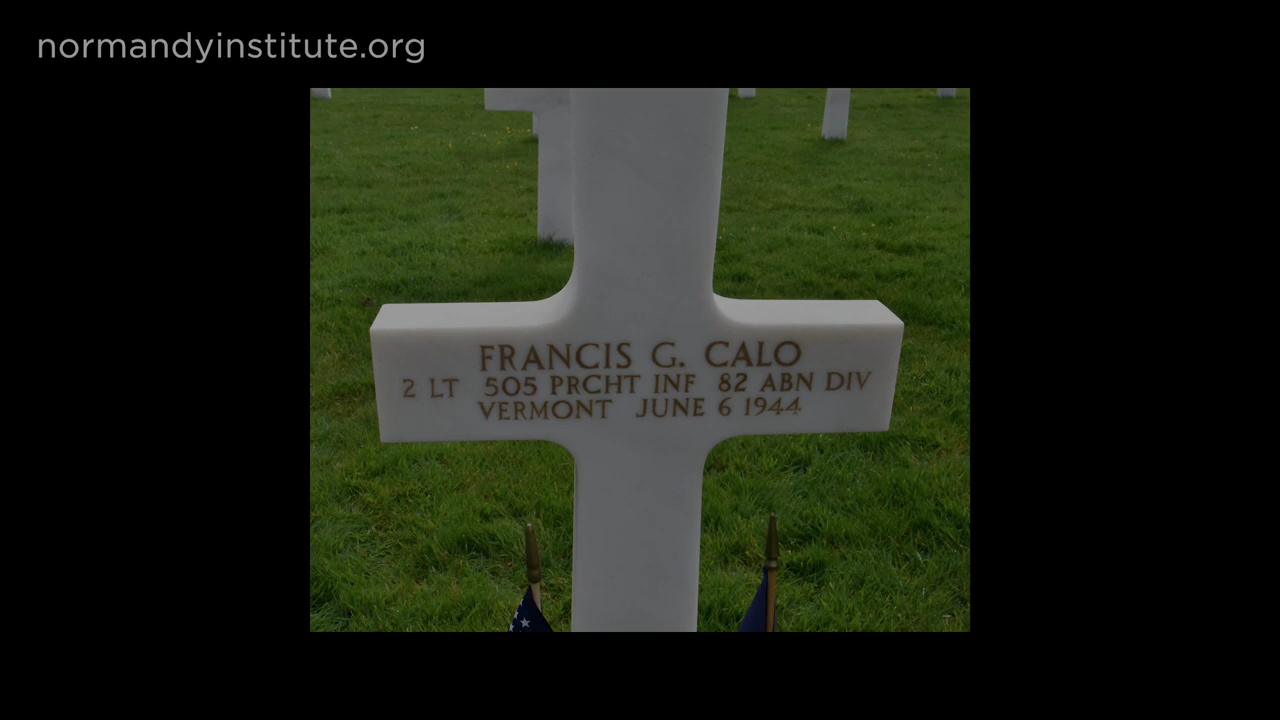 normandyinstitute.org
FRANCIS G. CALO
2 LT 505 PRCHT INF 82 ABN DIV
VERMONT JUNE 6 1944